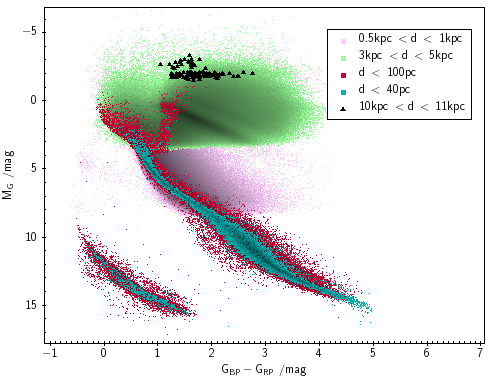 M_G /mag
−5
0
5
10
15
0.5kpc < d < 1kpc
3kpc < d < 5kpc
d < 100pc
d < 40pc
10kpc < d < 11kpc
−1 0 1 2 3 4 5 6 7
G_BP − G_RP /mag